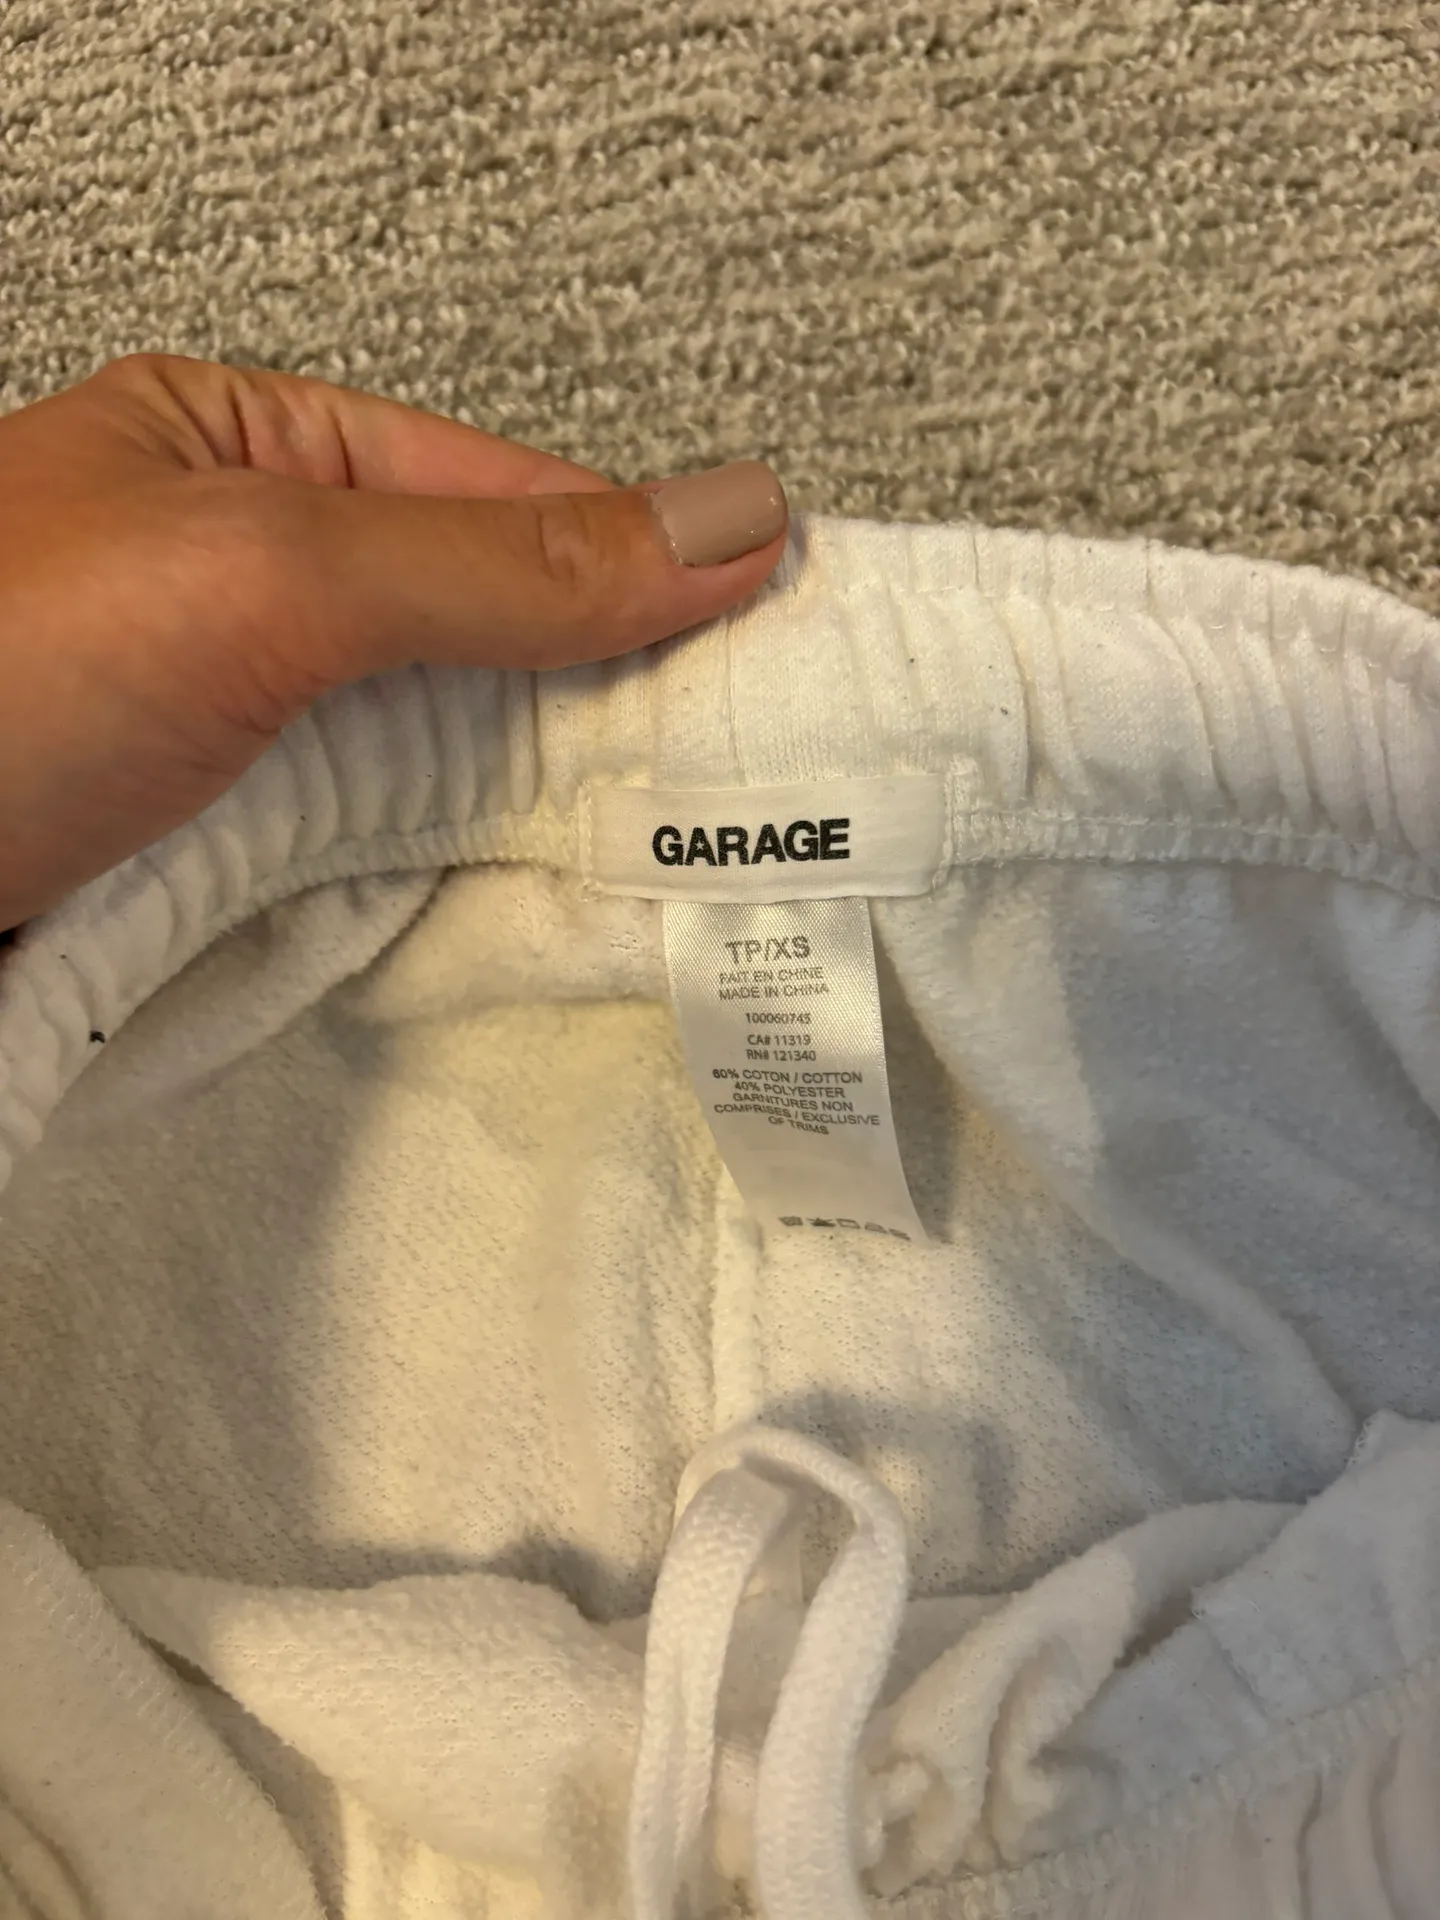 GARAGE
TP/XS
FAIT EN CHINE
MADE IN CHINA
100060745
CA# 11319
RN# 121340
60% COTON / COTTON
40% POLYESTER
GARNITURES NON
COMPRISES / EXCLUSIVE
OF TRIMS